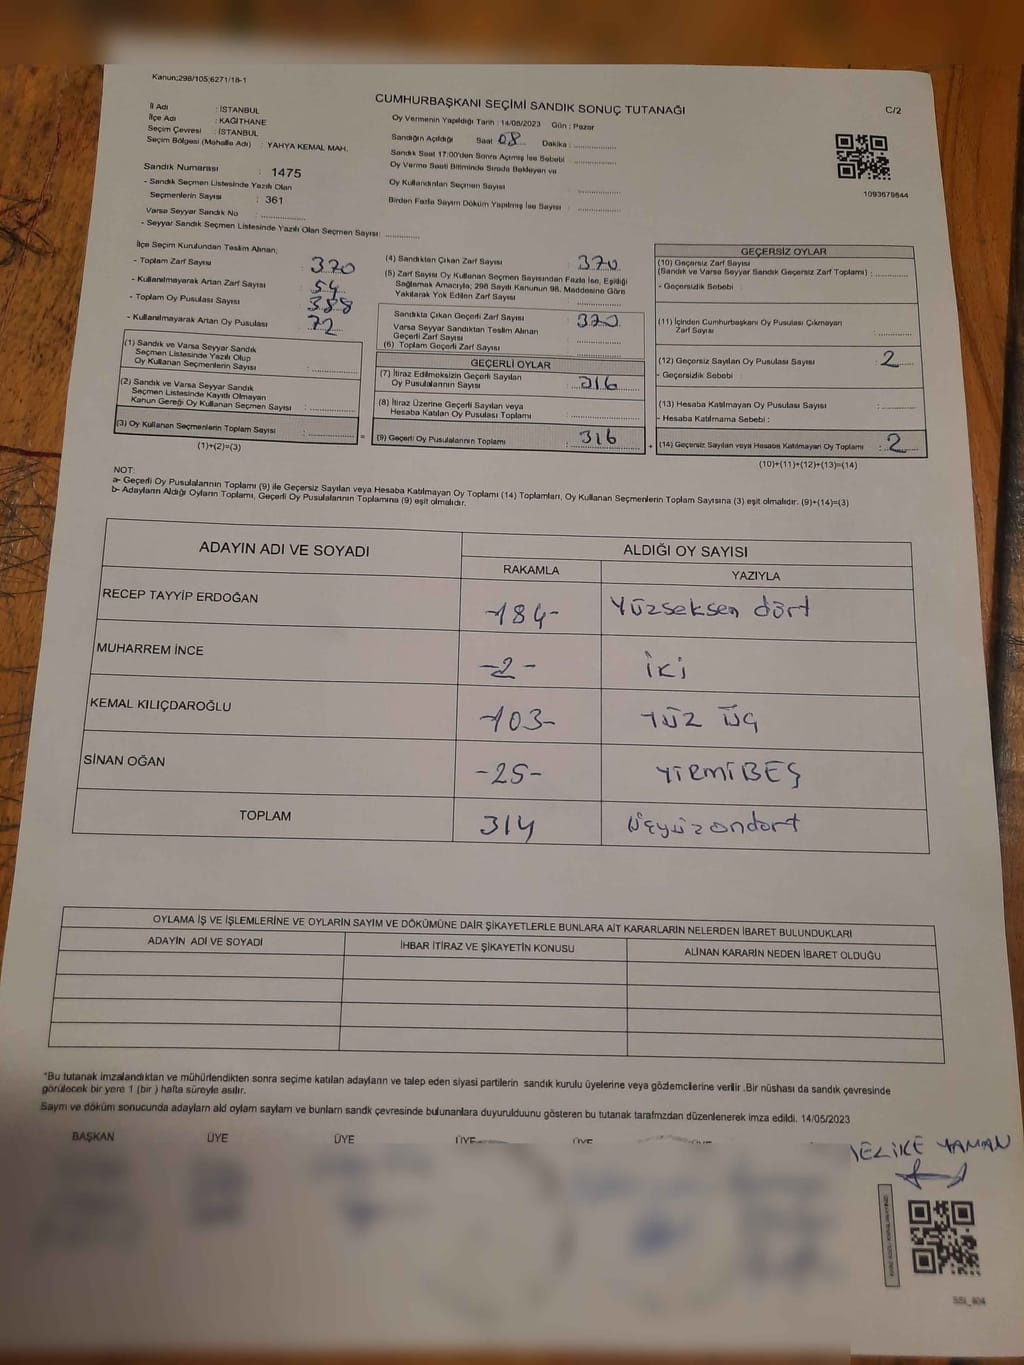 Kanun;298/105;6271/18-1
CUMHURBAŞKANI SEÇİMİ SANDIK SONUÇ TUTANAĞI
C/2
İl Adı : İSTANBUL
İlçe Adı : KAĞITHANE
Seçim Çevresi : İSTANBUL
Seçim Bölgesi (Mahalle Adı) : YAHYA KEMAL MAH.
Oy Vermenin Yapıldığı Tarih : 14/05/2023 Gün : Pazar
Sandığın Açıldığı Saat 08 Dakika :
Sandık Saat 17:00'den Sonra Açımış İse Sebebi :
Oy Verme Saati Bitiminde Sırada Bekleyen ve
Oy Kullandırılan Seçmen Sayısı :
Birden Fazla Sayım Döküm Yapılmış İse Sayısı :
1093679844
Sandık Numarası : 1475
- Sandık Seçmen Listesinde Yazılı Olan
Seçmenlerin Sayısı : 361
Varsa Seyyar Sandık No :
- Seyyar Sandık Seçmen Listesinde Yazılı Olan Seçmen Sayısı:
İlçe Seçim Kurulundan Teslim Alınan;
- Toplam Zarf Sayısı : 370
- Kullanılmayarak Artan Zarf Sayısı : 54
- Toplam Oy Pusulası Sayısı : 388
- Kullanılmayarak Artan Oy Pusulası : 72
(1) Sandık ve Varsa Seyyar Sandık
Seçmen Listesinde Yazılı Olup
Oy Kullanan Seçmenlerin Sayısı :
(2) Sandık ve Varsa Seyyar Sandık
Seçmen Listesinde Kayıtlı Olmayan
Kanun Gereği Oy Kullanan Seçmen Sayısı :
(3) Oy Kullanan Seçmenlerin Toplam Sayısı :
(1)+(2)=(3)
(4) Sandıktan Çıkan Zarf Sayısı : 370
(5) Zarf Sayısı Oy Kullanan Seçmen Sayısından Fazla İse, Eşitliği
Sağlamak Amacıyla; 298 Sayılı Kanunun 98. Maddesine Göre
Yakılarak Yok Edilen Zarf Sayısı :
Sandıkta Çıkan Geçerli Zarf Sayısı : 320
Varsa Seyyar Sandıktan Teslim Alınan
Geçerli Zarf Sayısı :
(6) Toplam Geçerli Zarf Sayısı :
GEÇERLİ OYLAR
(7) İtiraz Edilmeksizin Geçerli Sayılan
Oy Pusulalarının Sayısı : 316
(8) İtiraz Üzerine Geçerli Sayılan veya
Hesaba Katılan Oy Pusulası Toplamı :
(9) Geçerli Oy Pusulalarının Toplamı : 316
GEÇERSİZ OYLAR
(10) Geçersiz Zarf Sayısı
(Sandık ve Varsa Seyyar Sandık Geçersiz Zarf Toplamı) :
- Geçersizlik Sebebi :
(11) İçinden Cumhurbaşkanı Oy Pusulası Çıkmayan
Zarf Sayısı :
(12) Geçersiz Sayılan Oy Pusulası Sayısı : 2
- Geçersizlik Sebebi :
(13) Hesaba Katılmayan Oy Pusulası Sayısı :
- Hesaba Katılmama Sebebi :
(14) Geçersiz Sayılan veya Hesaba Katılmayan Oy Toplamı : 2
(10)+(11)+(12)+(13)=(14)
NOT:
a- Geçerli Oy Pusulaları Toplamı (9) ile Geçersiz Sayılan veya Hesaba Katılmayan Oy Toplamı (14) Toplamları, Oy Kullanan Seçmenlerin Toplam Sayısına (3) eşit olmalıdır. (9)+(14)=(3)
b- Adayların Aldığı Oyların Toplamı, Geçerli Oy Pusulalarının Toplamına (9) eşit olmalıdır.
ADAYIN ADI VE SOYADI ALDIĞI OY SAYISI
RAKAMLA YAZIYLA
RECEP TAYYİP ERDOĞAN -184- Yüzseksen dört
MUHARREM İNCE -2- İKİ
KEMAL KILIÇDAROĞLU -103- YÜZ ÜÇ
SİNAN OĞAN -25- YİRMİBEŞ
TOPLAM 314 üçyüzondört
OYLAMA İŞ VE İŞLEMLERİNE VE OYLARIN SAYIM VE DÖKÜMÜNE DAİR ŞİKAYETLERLE BUNLARA AİT KARARLARIN NELERDEN İBARET BULUNDUKLARI
ADAYIN ADI VE SOYADI İHBAR İTİRAZ VE ŞİKAYETİN KONUSU ALINAN KARARIN NEDEN İBARET OLDUĞU
*Bu tutanak imzalandıktan ve mühürlendikten sonra seçime katılan adayların ve talep eden siyasi partilerin sandık kurulu üyelerine veya gözlemcilerine verilir .Bir nüshası da sandık çevresinde
görülecek bir yere 1 (bir ) hafta süreyle asılır.
Sayım ve döküm sonucunda adayların ald oyların sayıları ve bunların sandk çevresinde bulunanlara duyurulduunu gösteren bu tutanak tarafmzdan düzenlenerek imza edildi. 14/05/2023
BAŞKAN ÜYE ÜYE ÜYE ÜYE
YAMAN